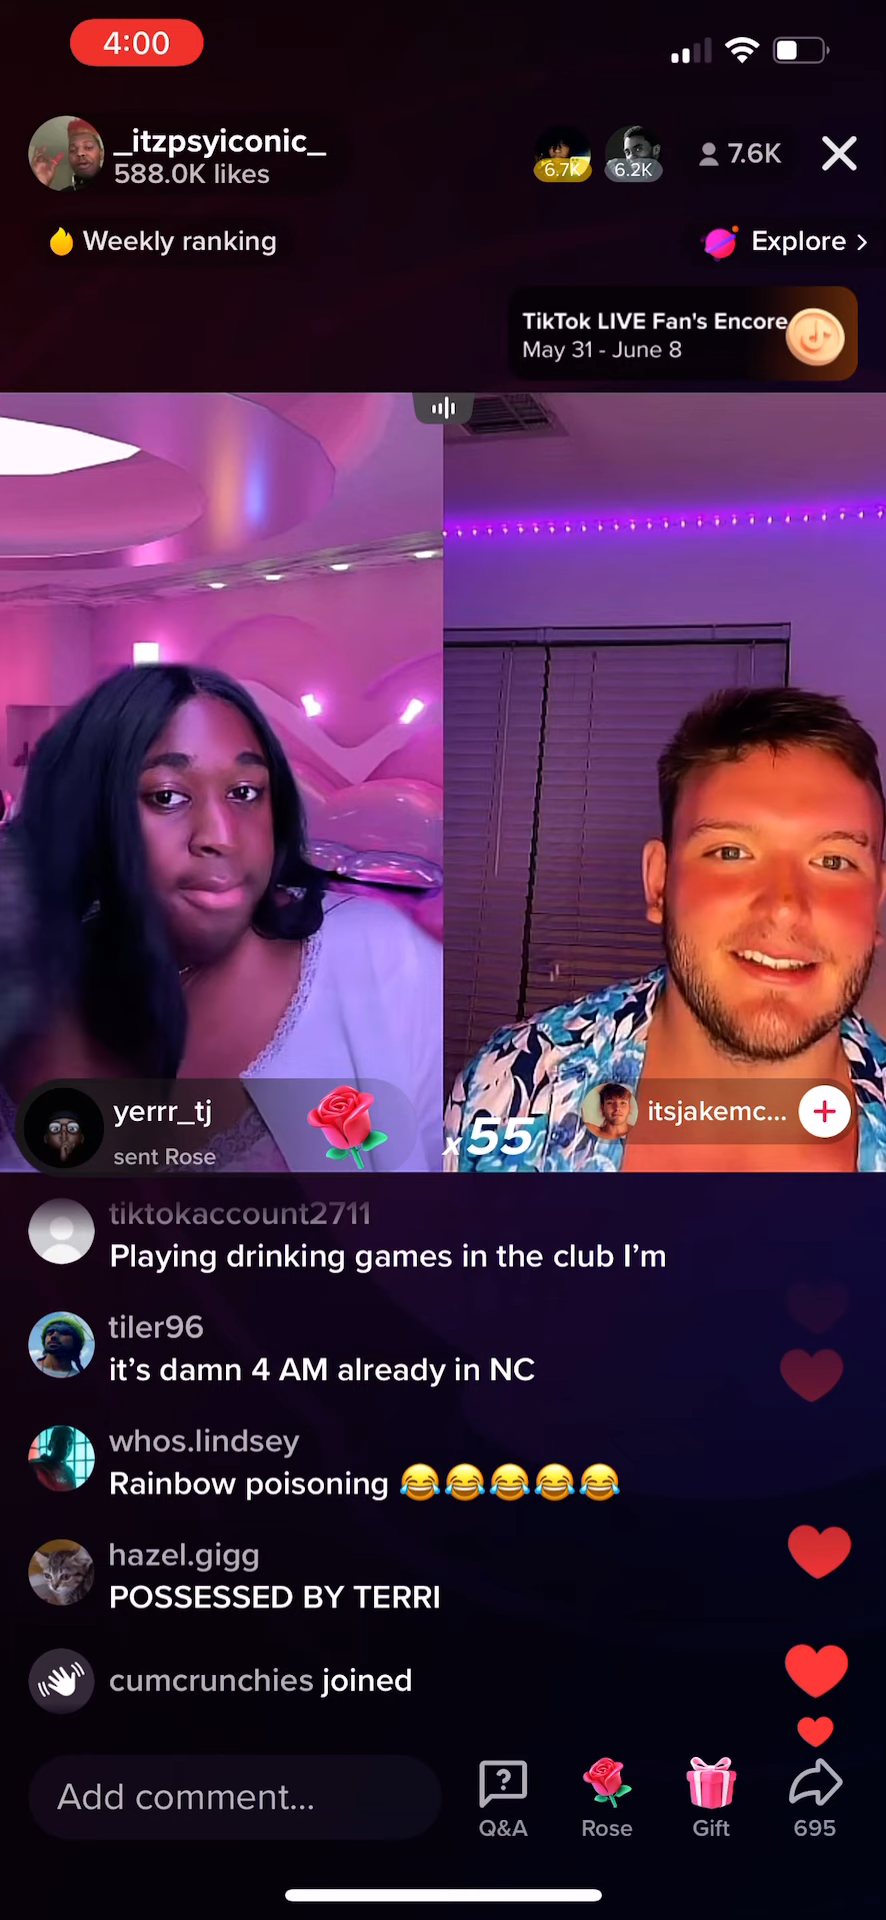 4:00
_itzpsyiconic_
588.0K likes
6.7K
6.2K
7.6K
Weekly ranking
Explore >
TikTok LIVE Fan's Encore
May 31 - June 8
yerrr_tj
sent Rose
x55
itsjakemc...
tiktokaccount2711
Playing drinking games in the club I'm
tiler96
it's damn 4 AM already in NC
whos.lindsey
Rainbow poisoning 😂😂😂😂😂
hazel.gigg
POSSESSED BY TERRI
cumcrunchies joined
Add comment...
Q&A
Rose
Gift
695